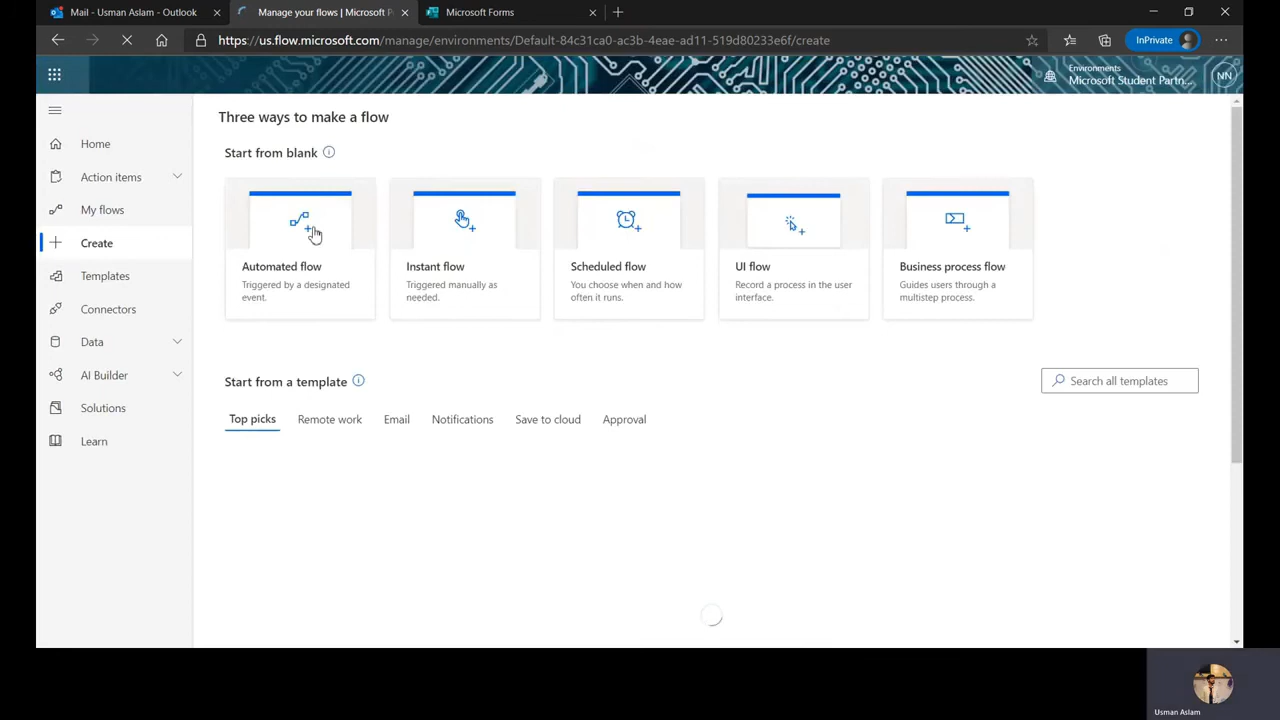 Mail - Usman Aslam - Outlook
Manage your flows | Microsoft P
Microsoft Forms
https://us.flow.microsoft.com/manage/environments/Default-84c31ca0-ac3b-4eae-ad11-519d80233e6f/create
InPrivate
Environments
Microsoft Student Partn...
NN
Home
Action items
My flows
Create
Templates
Connectors
Data
AI Builder
Solutions
Learn
Three ways to make a flow
Start from blank
Automated flow
Triggered by a designated
event.
Instant flow
Triggered manually as
needed.
Scheduled flow
You choose when and how
often it runs.
UI flow
Record a process in the user
interface.
Business process flow
Guides users through a
multistep process.
Start from a template
Search all templates
Top picks
Remote work
Email
Notifications
Save to cloud
Approval
Usman Aslam